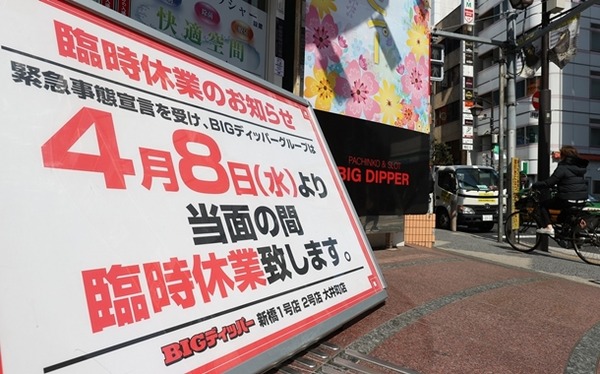 快適空間
臨時休業のお知らせ
緊急事態宣言を受け、BIGディッパーグループは
4月8日(水)より
当面の間
臨時休業致します。
BIGディッパー 新橋1号店 2号店 大井町店
PACHINKO & SLOT
BIG DIPPER